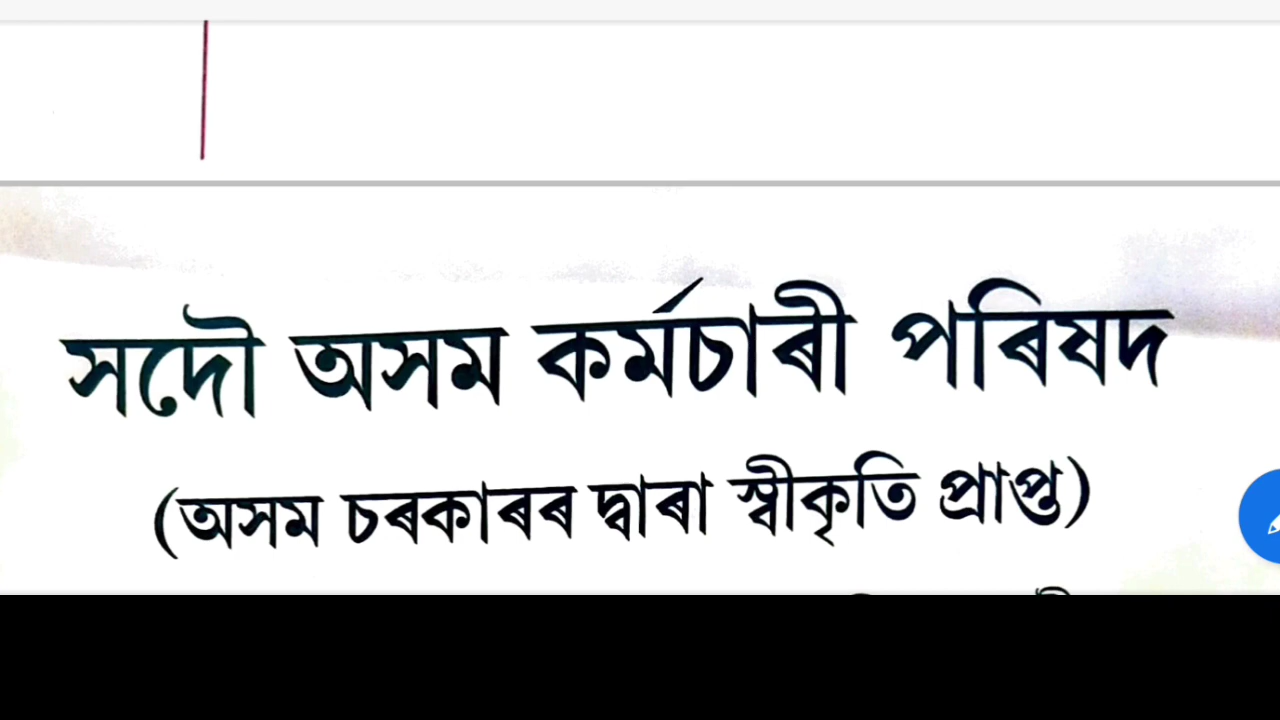 সদৌ অসম কৰ্মচাৰী পৰিষদ
(অসম চৰকাৰৰ দ্বাৰা স্বীকৃতি প্ৰাপ্ত)